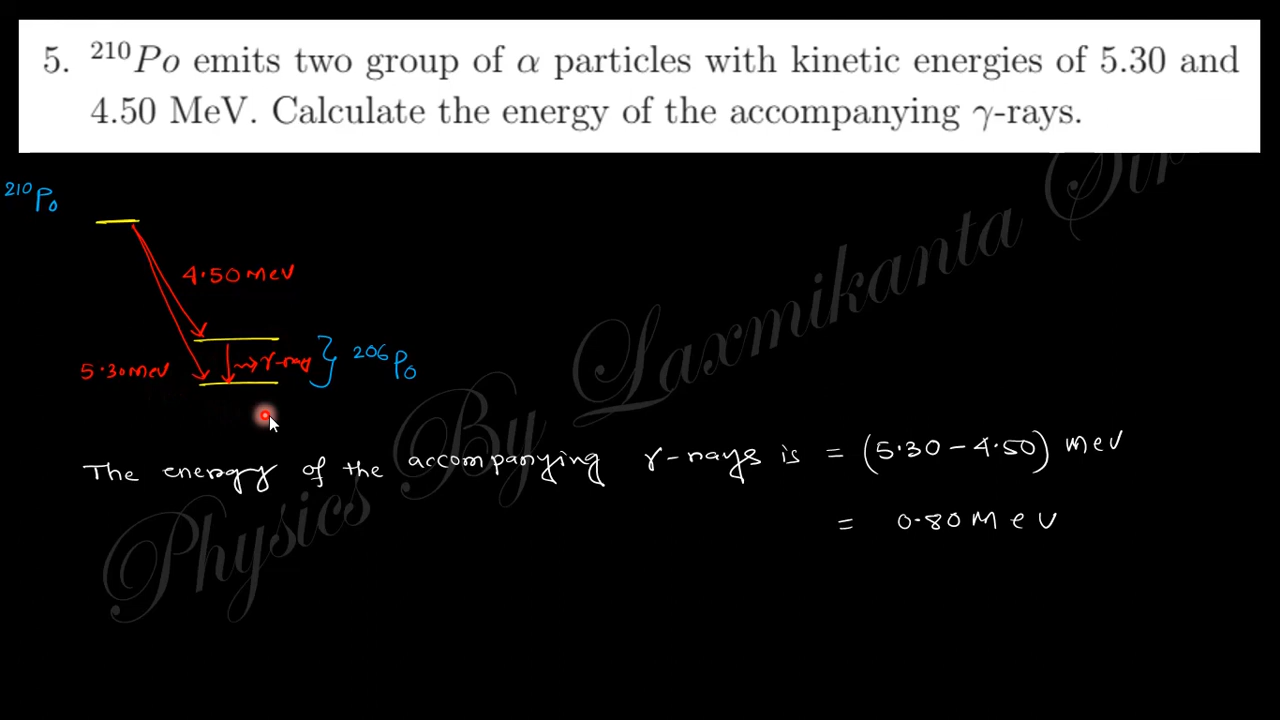 5. ²¹⁰Po emits two group of α particles with kinetic energies of 5.30 and
4.50 MeV. Calculate the energy of the accompanying γ-rays.
²¹⁰Po
4.50 mev
5.30 mev
γ-ray
²⁰⁶Po
The energy of the accompanying γ-rays is = (5.30 – 4.50) mev
= 0.80 M e V
Physics By Laxmikanta